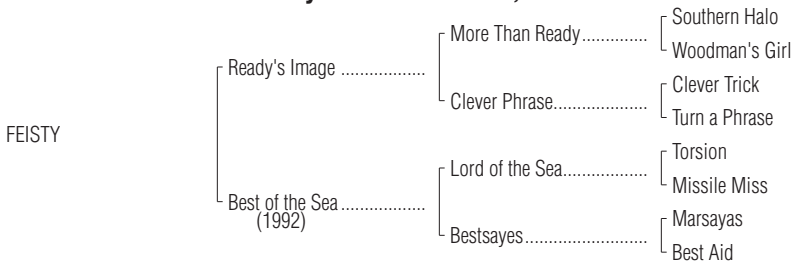 Southern Halo
More Than Ready..............
Woodman's Girl
Ready's Image ..................
Clever Trick
Clever Phrase....................
Turn a Phrase
FEISTY
Torsion
Lord of the Sea..................
Missile Miss
Best of the Sea ..................
(1992)
Marsayas
Bestsayes..........................
Best Aid